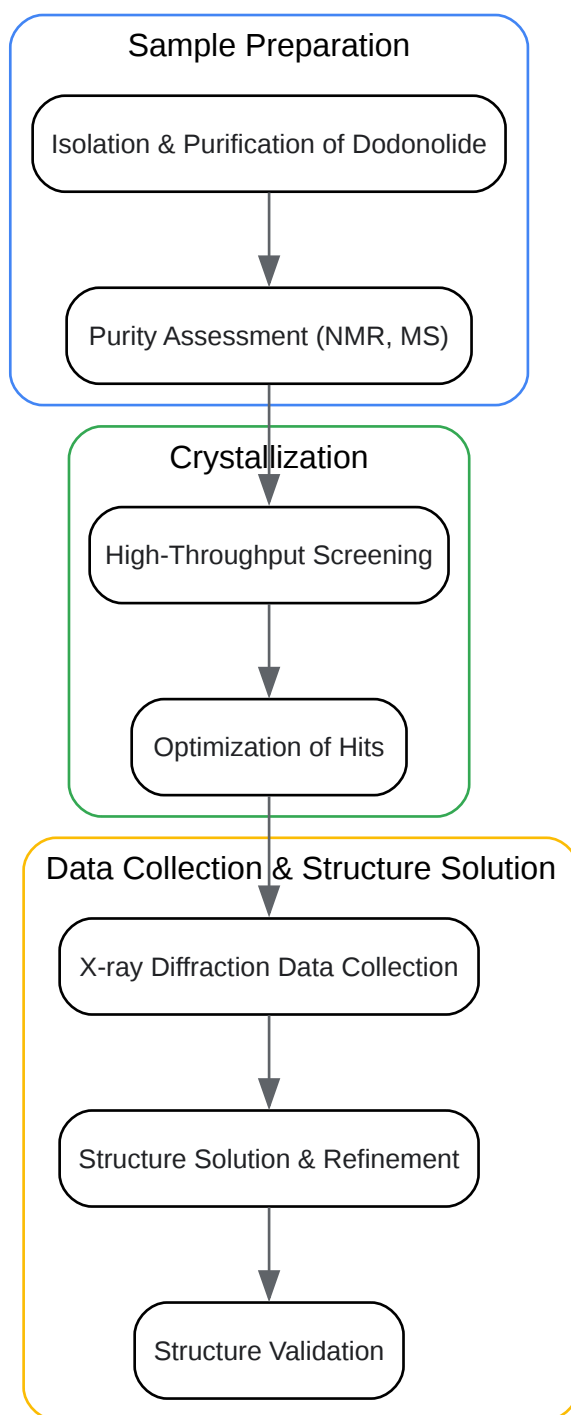 Sample Preparation
Isolation & Purification of Dodonolide
Purity Assessment (NMR, MS)
Crystallization
High-Throughput Screening
Optimization of Hits
Data Collection & Structure Solution
X-ray Diffraction Data Collection
Structure Solution & Refinement
Structure Validation